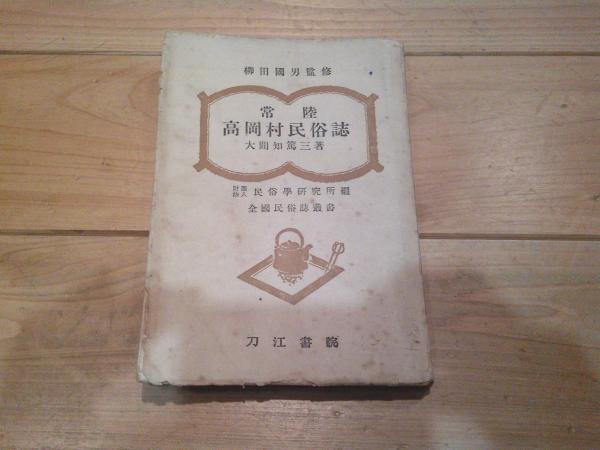 柳田國男監修
常陸
高岡村民俗誌
大間知篤三著
財團法人 民俗學硏究所編
全國民俗誌叢書
刀江書院